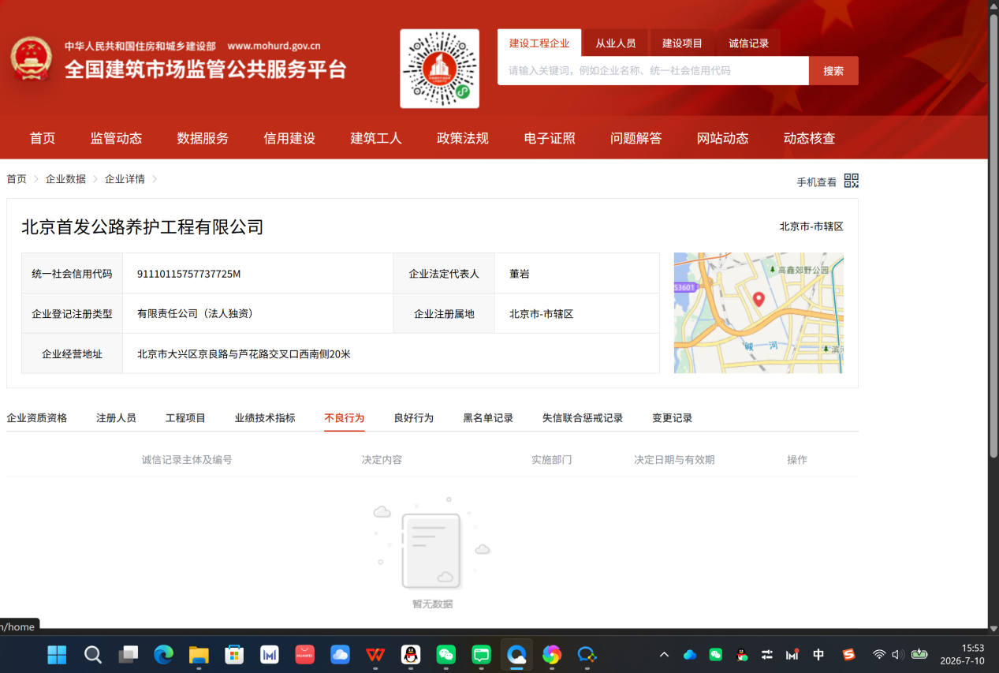 中华人民共和国住房和城乡建设部 www.mohurd.gov.cn
全国建筑市场监管公共服务平台
建设工程企业 从业人员 建设项目 诚信记录
请输入关键词，例如企业名称、统一社会信用代码 搜索
首页 监管动态 数据服务 信用建设 建筑工人 政策法规 电子证照 问题解答 网站动态 动态核查
首页 > 企业数据 > 企业详情 >
手机查看
北京首发公路养护工程有限公司
北京市-市辖区
统一社会信用代码 91110115757737725M 企业法定代表人 董岩
企业登记注册类型 有限责任公司（法人独资） 企业注册属地 北京市-市辖区
企业经营地址 北京市大兴区京良路与芦花路交叉口西南侧20米
高鑫郊野公园
S3601
碱河
滨河
企业资质资格 注册人员 工程项目 业绩技术指标 不良行为 良好行为 黑名单记录 失信联合惩戒记录 变更记录
诚信记录主体及编号 决定内容 实施部门 决定日期与有效期 操作
暂无数据
n/home
HUAWEI
中
15:53
2026-7-10